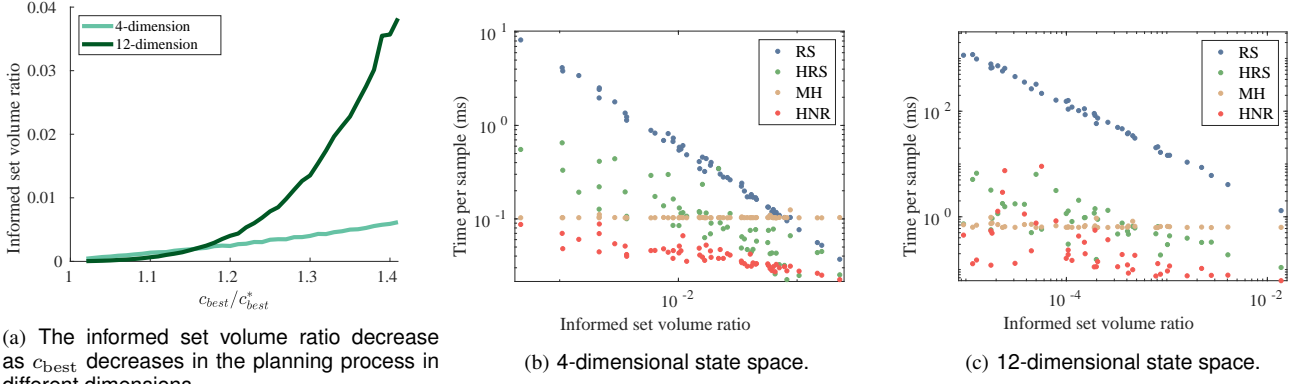 0.04
0.03
0.02
0.01
0
Informed set volume ratio
4-dimension
12-dimension
1
1.1
1.2
1.3
1.4
c_best/c*_best
(a) The informed set volume ratio decrease
as c_best decreases in the planning process in
different dimensions
10^1
10^0
10^-1
Time per sample (ms)
RS
HRS
MH
HNR
10^-2
Informed set volume ratio
(b) 4-dimensional state space.
10^2
10^0
Time per sample (ms)
RS
HRS
MH
HNR
10^-4
10^-2
Informed set volume ratio
(c) 12-dimensional state space.